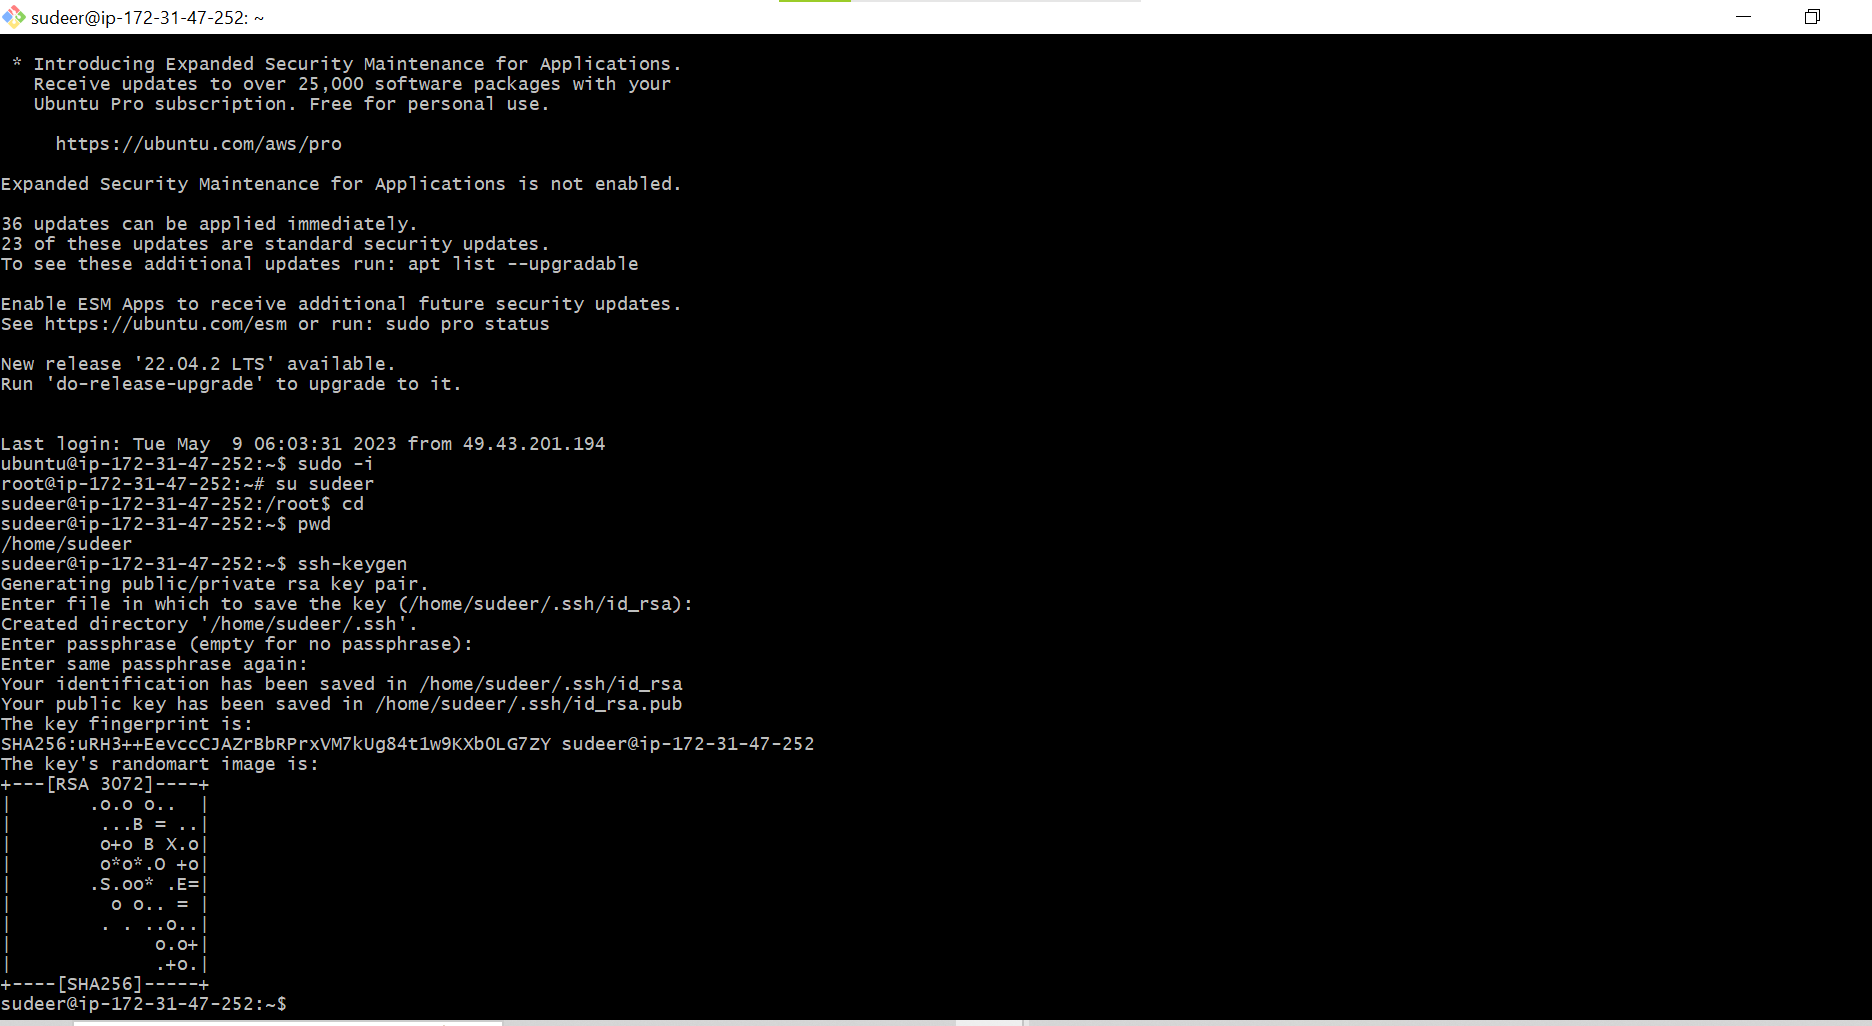 sudeer@ip-172-31-47-252: ~
 * Introducing Expanded Security Maintenance for Applications.
   Receive updates to over 25,000 software packages with your
   Ubuntu Pro subscription. Free for personal use.
     https://ubuntu.com/aws/pro
Expanded Security Maintenance for Applications is not enabled.
36 updates can be applied immediately.
23 of these updates are standard security updates.
To see these additional updates run: apt list --upgradable
Enable ESM Apps to receive additional future security updates.
See https://ubuntu.com/esm or run: sudo pro status
New release '22.04.2 LTS' available.
Run 'do-release-upgrade' to upgrade to it.
Last login: Tue May  9 06:03:31 2023 from 49.43.201.194
ubuntu@ip-172-31-47-252:~$ sudo -i
root@ip-172-31-47-252:~# su sudeer
sudeer@ip-172-31-47-252:/root$ cd
sudeer@ip-172-31-47-252:~$ pwd
/home/sudeer
sudeer@ip-172-31-47-252:~$ ssh-keygen
Generating public/private rsa key pair.
Enter file in which to save the key (/home/sudeer/.ssh/id_rsa):
Created directory '/home/sudeer/.ssh'.
Enter passphrase (empty for no passphrase):
Enter same passphrase again:
Your identification has been saved in /home/sudeer/.ssh/id_rsa
Your public key has been saved in /home/sudeer/.ssh/id_rsa.pub
The key fingerprint is:
SHA256:uRH3++EevccCJAZrBbRPrxVM7kUg84t1w9KXbOLG7ZY sudeer@ip-172-31-47-252
The key's randomart image is:
+---[RSA 3072]----+
|       .o.o o..  |
|        ...B = ..|
|        o+o B X.o|
|        o*o*.O +o|
|       .S.oo* .E=|
|         o o.. = |
|        . . ..o..|
|             o.o+|
|             .+o.|
+----[SHA256]-----+
sudeer@ip-172-31-47-252:~$